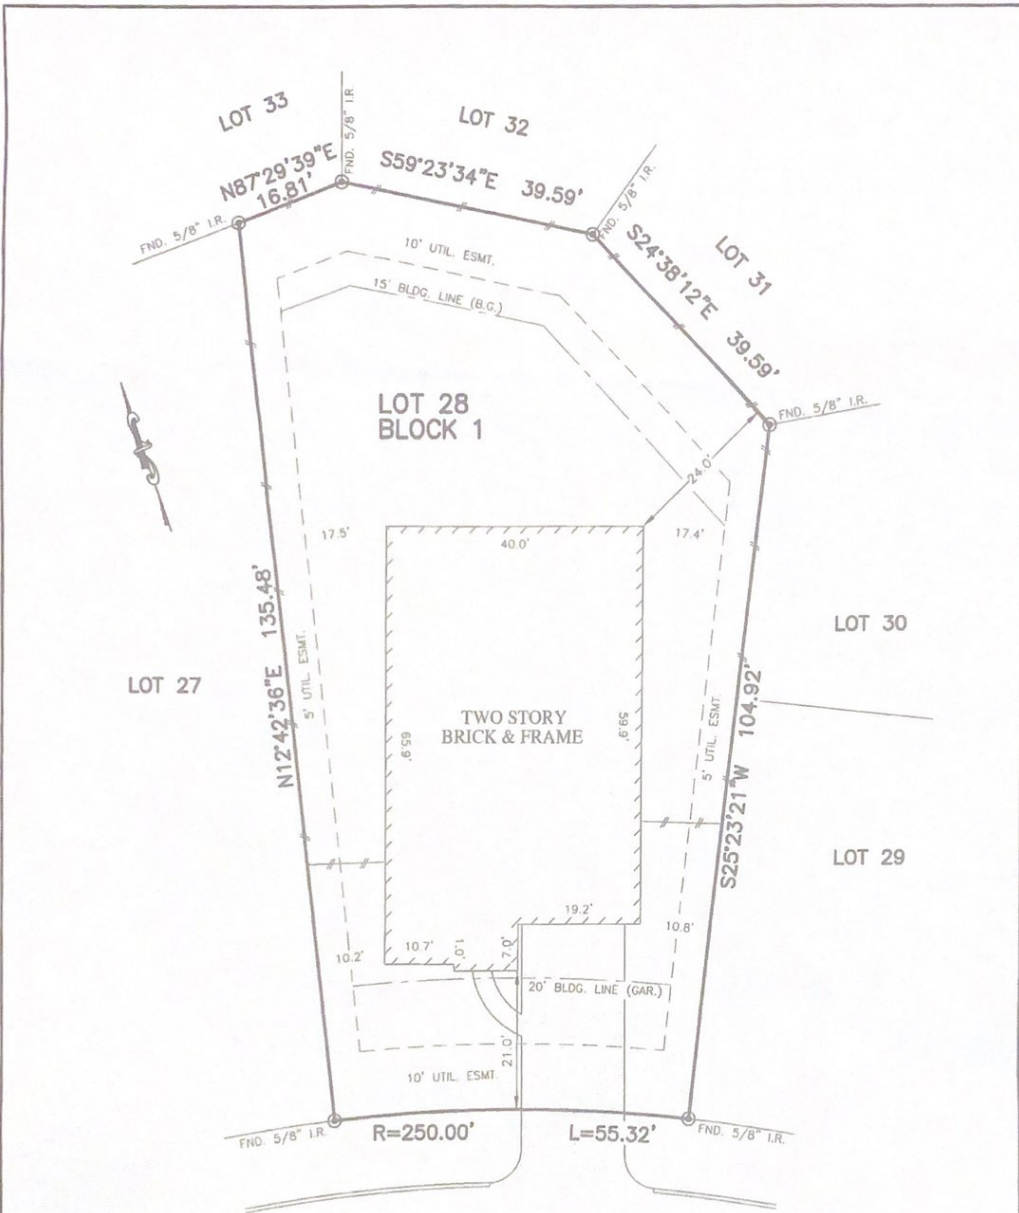 LOT 33
LOT 32
FND. 5/8" I.R.
N87°29'39"E
16.81'
S59°23'34"E 39.59'
FND. 5/8" I.R.
FND. 5/8" I.R.
S24°38'12"E 39.59'
LOT 31
10' UTIL. ESMT.
15' BLDG. LINE (B.G.)
LOT 28
BLOCK 1
FND. 5/8" I.R.
24.0'
17.5'
40.0'
17.4'
N12°42'36"E 135.48'
LOT 30
LOT 27
5' UTIL. ESMT.
TWO STORY
BRICK & FRAME
65.9'
59.9'
5' UTIL. ESMT.
S25°23'21"W 104.92'
LOT 29
19.2'
10.8'
10.2'
10.7'
1.0'
7.0'
20' BLDG. LINE (GAR.)
21.0'
10' UTIL. ESMT.
FND. 5/8" I.R.
R=250.00' L=55.32'
FND. 5/8" I.R.